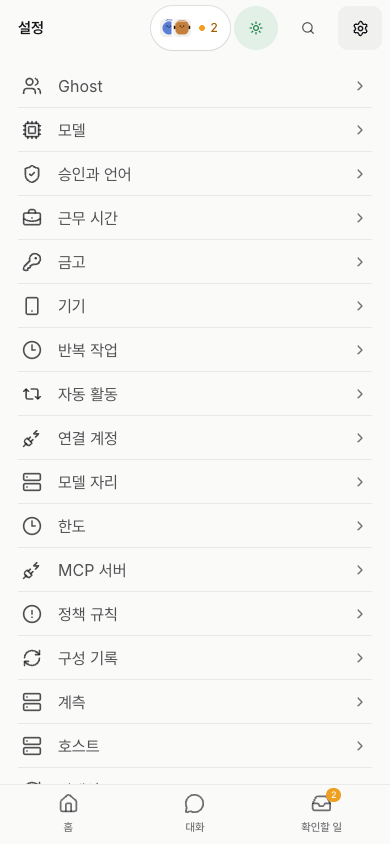 설정
2
Ghost
모델
승인과 언어
근무 시간
금고
기기
반복 작업
자동 활동
연결 계정
모델 자리
한도
MCP 서버
정책 규칙
구성 기록
계측
호스트
홈
대화
2
확인할 일